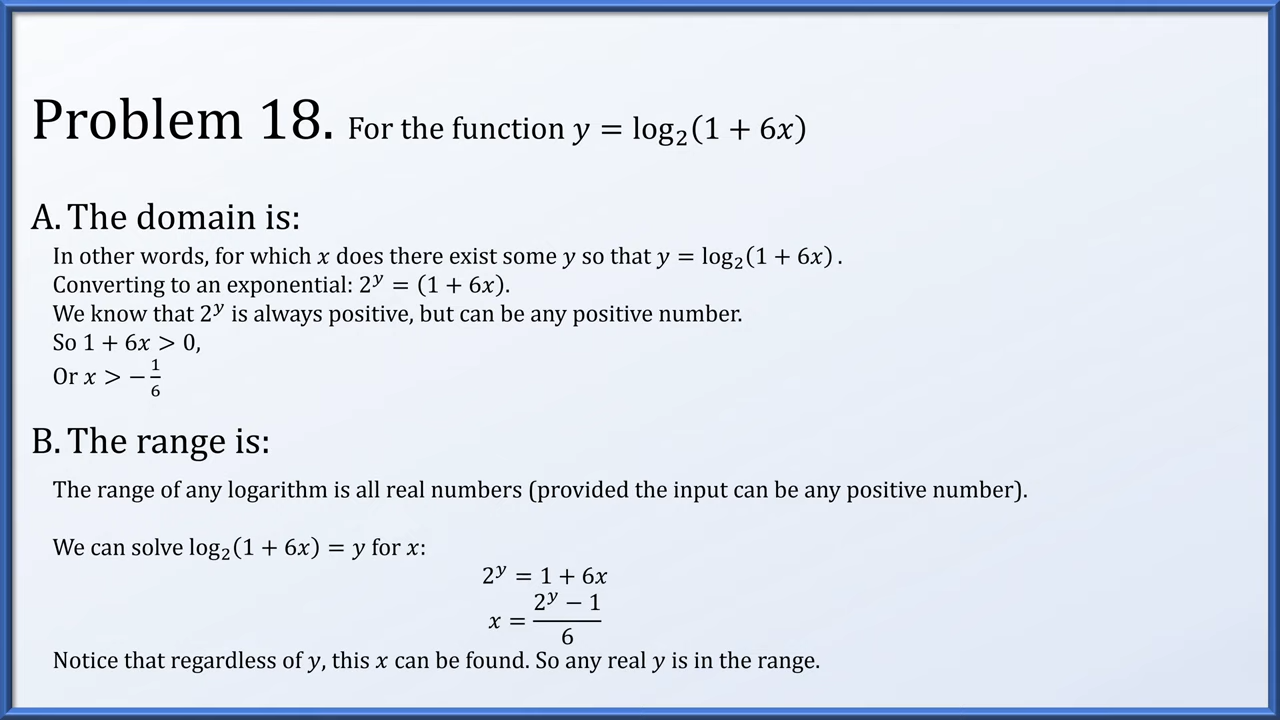 Problem 18. For the function y = log₂(1 + 6x)
A. The domain is:
In other words, for which x does there exist some y so that y = log₂(1 + 6x) .
Converting to an exponential: 2ʸ = (1 + 6x).
We know that 2ʸ is always positive, but can be any positive number.
So 1 + 6x > 0,
Or x > −1/6
B. The range is:
The range of any logarithm is all real numbers (provided the input can be any positive number).
We can solve log₂(1 + 6x) = y for x:
2ʸ = 1 + 6x
x = (2ʸ − 1)/6
Notice that regardless of y, this x can be found. So any real y is in the range.